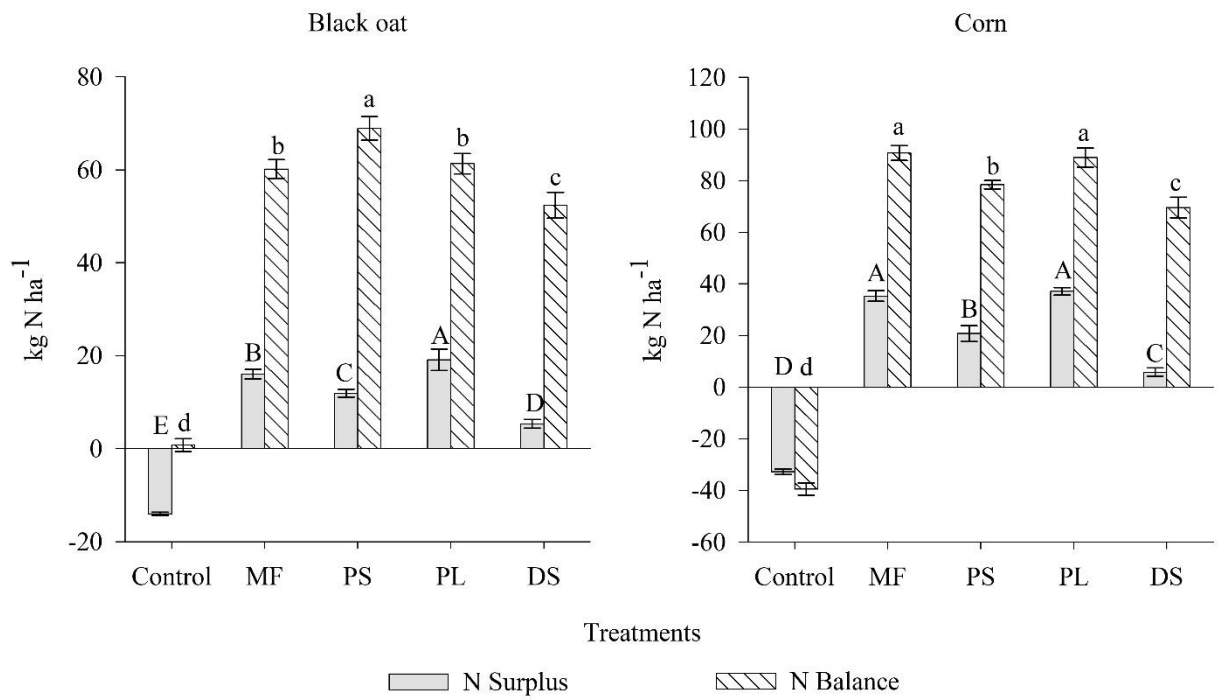 Black oat
Corn
kg N ha-1
80
60
40
20
0
-20
b
a
b
c
B
C
A
D
E d
Control MF PS PL DS
kg N ha-1
120
100
80
60
40
20
0
-20
-40
-60
a
b
a
c
A
B
A
C
D d
Control MF PS PL DS
Treatments
N Surplus N Balance